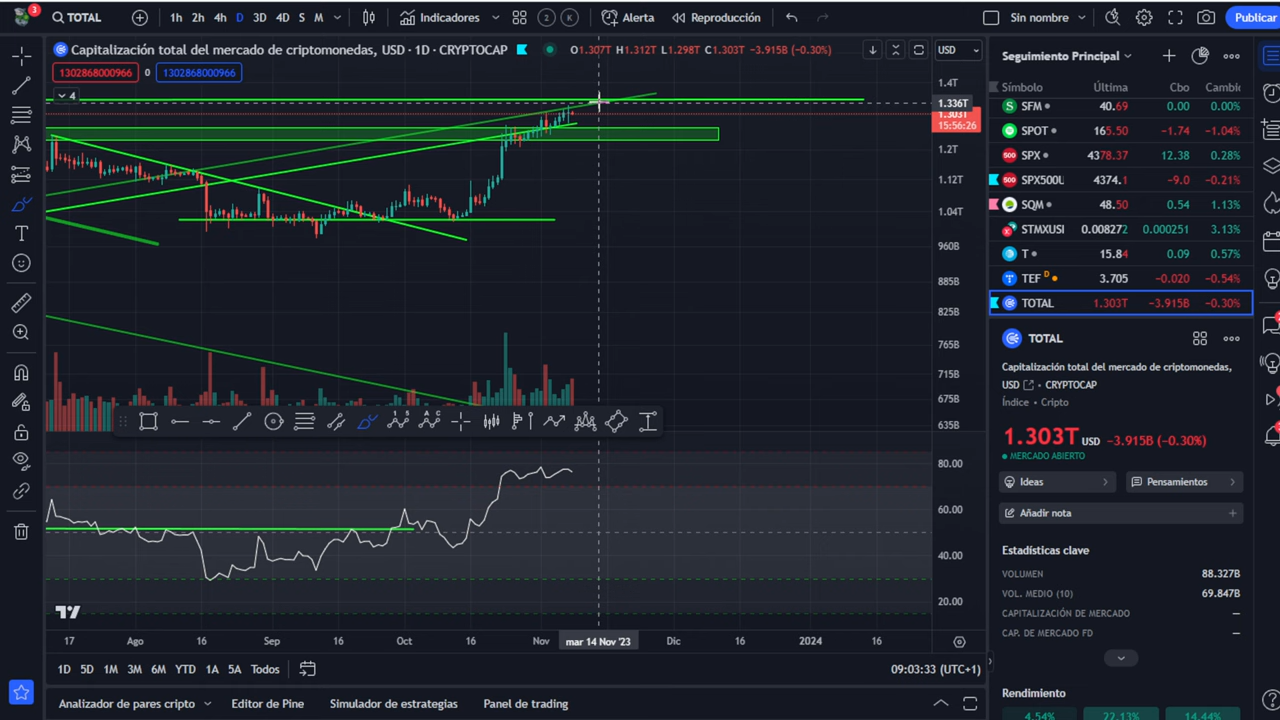 3
TOTAL
1h 2h 4h D 3D 4D S M
Indicadores
2
K
Alerta
Reproducción
Sin nombre
Publicar
Capitalización total del mercado de criptomonedas, USD · 1D · CRYPTOCAP
O1.307T H1.312T L1.298T C1.303T −3.915B (−0.30%)
USD
1302868000966 0 1302868000966
4
1.4T
1.336T
1.303T
15:56:26
1.2T
1.12T
1.04T
960B
885B
825B
765B
715B
675B
635B
80.00
60.00
40.00
20.00
17 Ago 16 Sep 16 Oct 16 Nov mar 14 Nov '23 Dic 16 2024 16
1D 5D 1M 3M 6M YTD 1A 5A Todos
09:03:33 (UTC+1)
Analizador de pares cripto
Editor de Pine
Simulador de estrategias
Panel de trading
Seguimiento Principal
Símbolo Última Cbo Cambic
SFM 40.69 0.00 0.00%
SPOT 165.50 −1.74 −1.04%
SPX 4378.37 12.38 0.28%
SPX500U 4374.1 −9.0 −0.21%
SQM 48.50 0.54 1.13%
STMXUSI 0.008272 0.000251 3.13%
T 15.84 0.09 0.57%
TEF D 3.705 −0.020 −0.54%
TOTAL 1.303T −3.915B −0.30%
TOTAL
Capitalización total del mercado de criptomonedas,
USD • CRYPTOCAP
Índice • Cripto
1.303T USD −3.915B (−0.30%)
MERCADO ABIERTO
Ideas
Pensamientos
Añadir nota
Estadísticas clave
VOLUMEN 88.327B
VOL. MEDIO (10) 69.847B
CAPITALIZACIÓN DE MERCADO —
CAP. DE MERCADO FD —
Rendimiento
4.54% 22.13% 14.44%